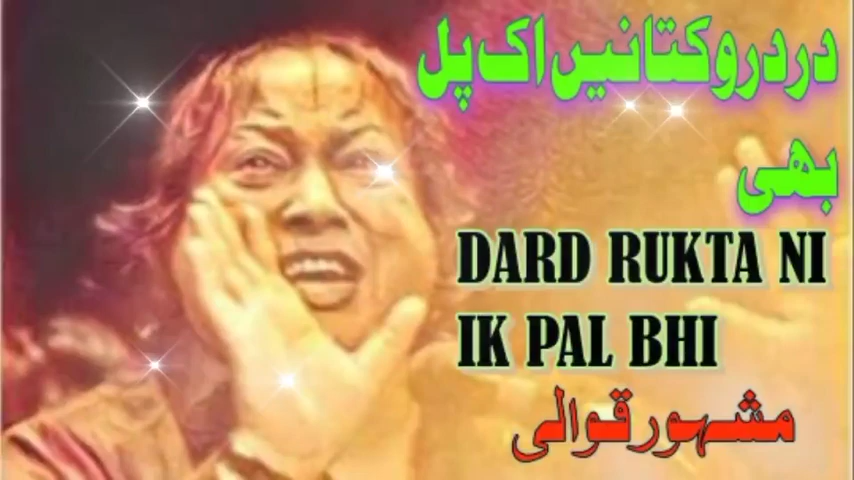 درد روکتا نیں اک پل
بھی
DARD RUKTA NI
IK PAL BHI
مشہور قوالی